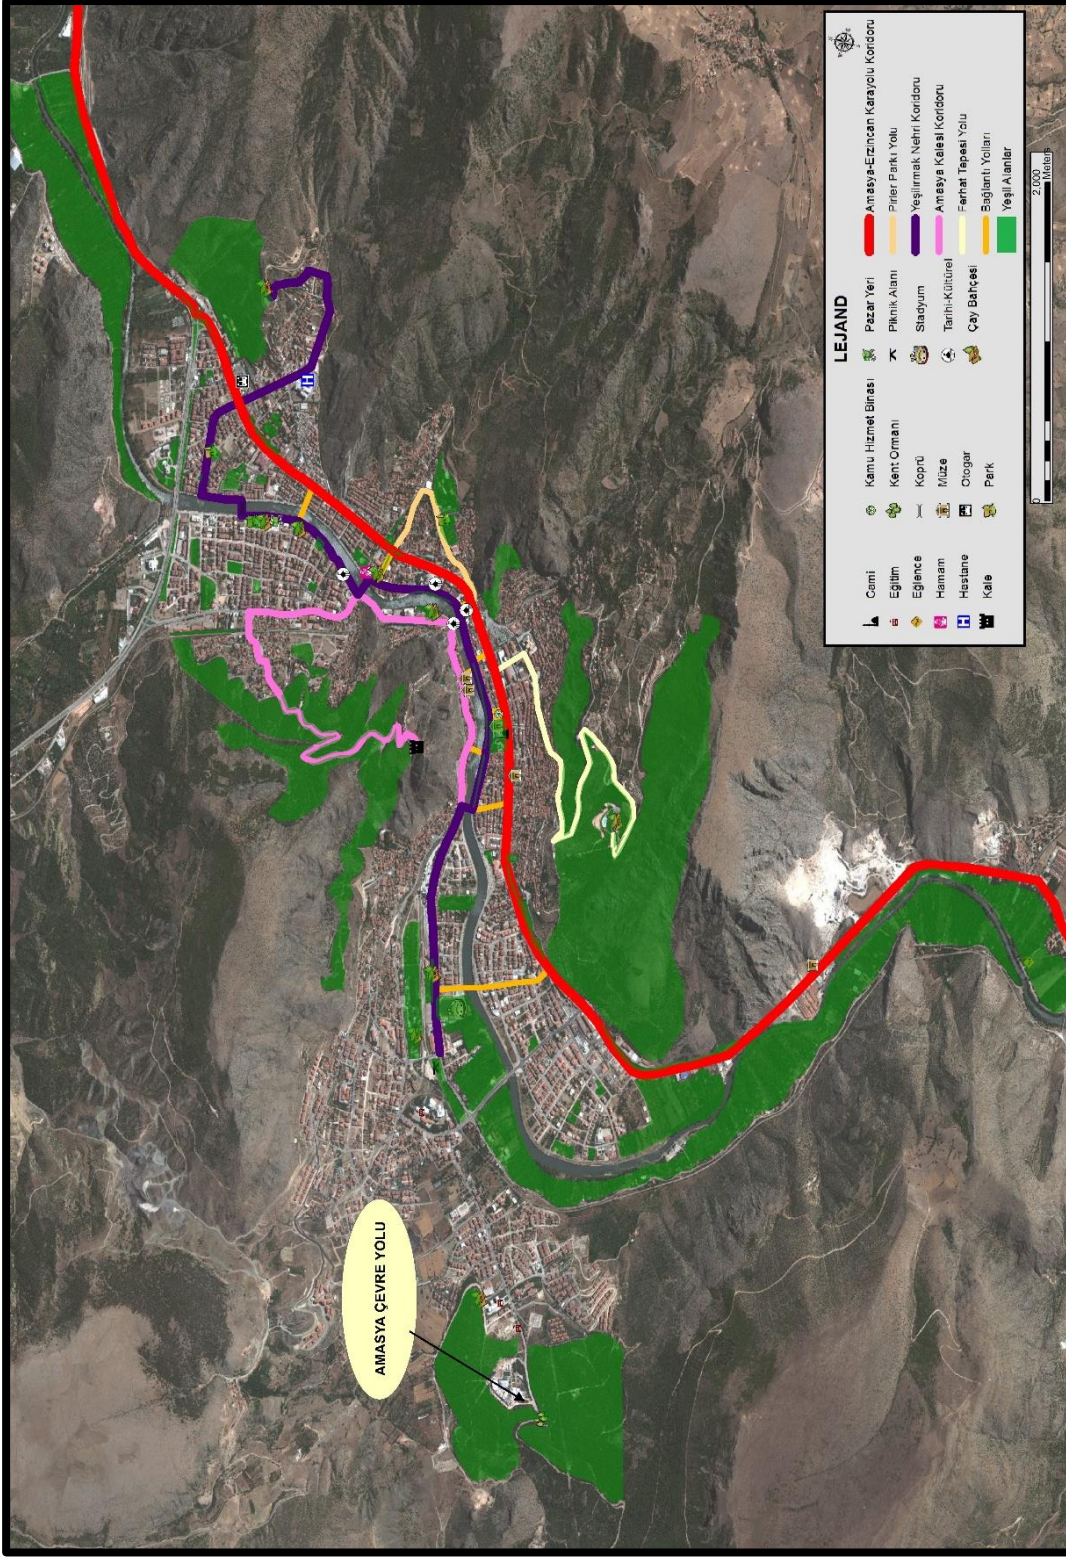 LEJAND
Cami
Eğitim
Eğlence
Hamam
Hastane
Kale
Kamu Hizmet Binası
Kent Ormanı
Köprü
Müze
Otogar
Park
Pazar Yeri
Piknik Alanı
Stadyum
Tarihi-Kültürel
Çay Bahçesi
Amasya-Erzincan Karayolu Koridoru
Pirler Parkı Yolu
Yeşilırmak Nehri Koridoru
Amasya Kalesi Koridoru
Ferhat Tepesi Yolu
Bağlantı Yolları
Yeşil Alanlar
0 2,000
Meters
AMASYA ÇEVRE YOLU